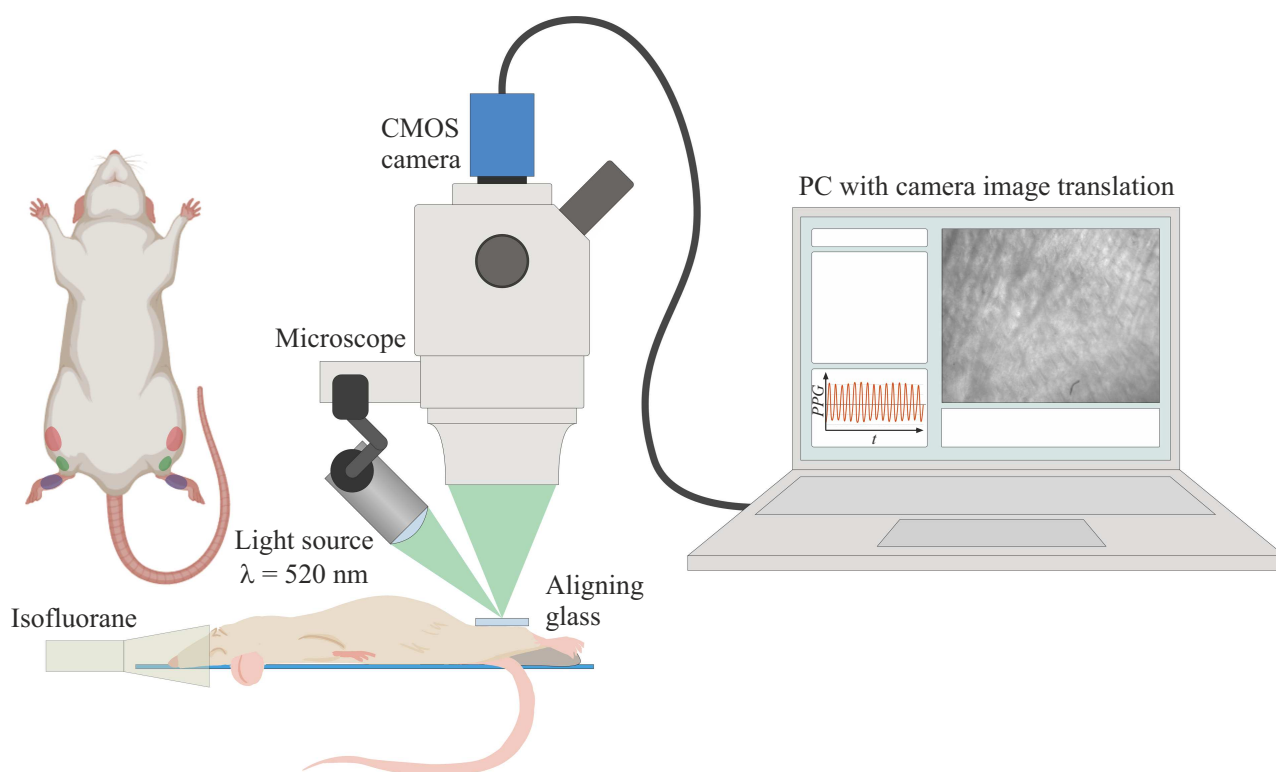 CMOS
camera
PC with camera image translation
Microscope
PPG
t
Light source
λ = 520 nm
Aligning
glass
Isofluorane